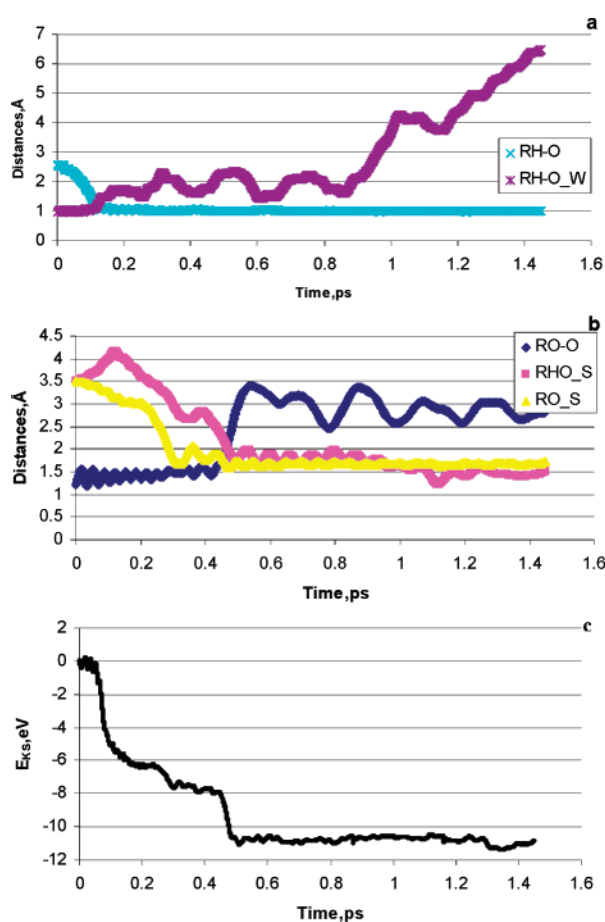 a
7
6
5
4
3
2
1
0
Distances,Å
RH-O
RH-O_W
0 0.2 0.4 0.6 0.8 1 1.2 1.4 1.6
Time,ps
b
4.5
4
3.5
3
2.5
2
1.5
1
0.5
0
Distances,Å
RO-O
RHO_S
RO_S
0 0.2 0.4 0.6 0.8 1 1.2 1.4 1.6
Time,ps
c
2
0
-2
-4
-6
-8
-10
-12
EKS,eV
0 0.2 0.4 0.6 0.8 1 1.2 1.4 1.6
Time,ps